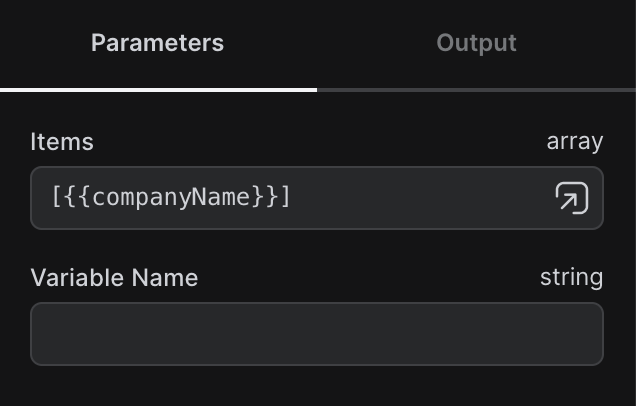 Parameters Output
Items array
[{{companyName}}]
Variable Name string